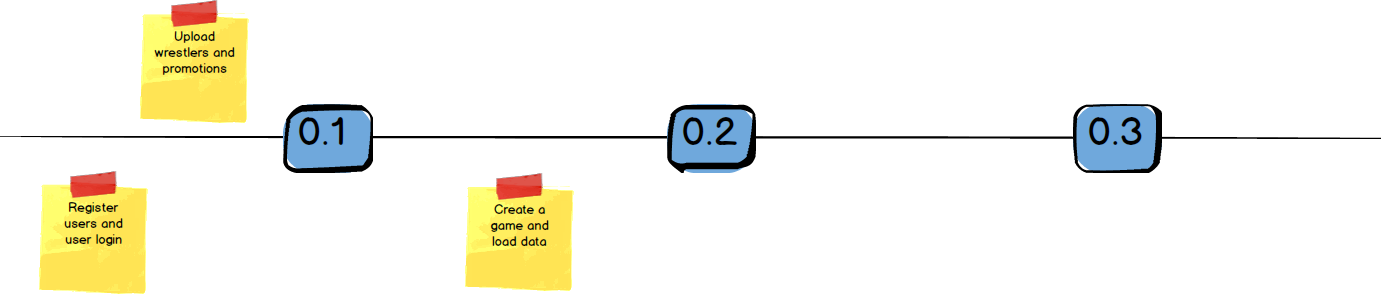 Upload
wrestlers and
promotions
0.1
0.2
0.3
Register
users and
user login
Create a
game and
load data